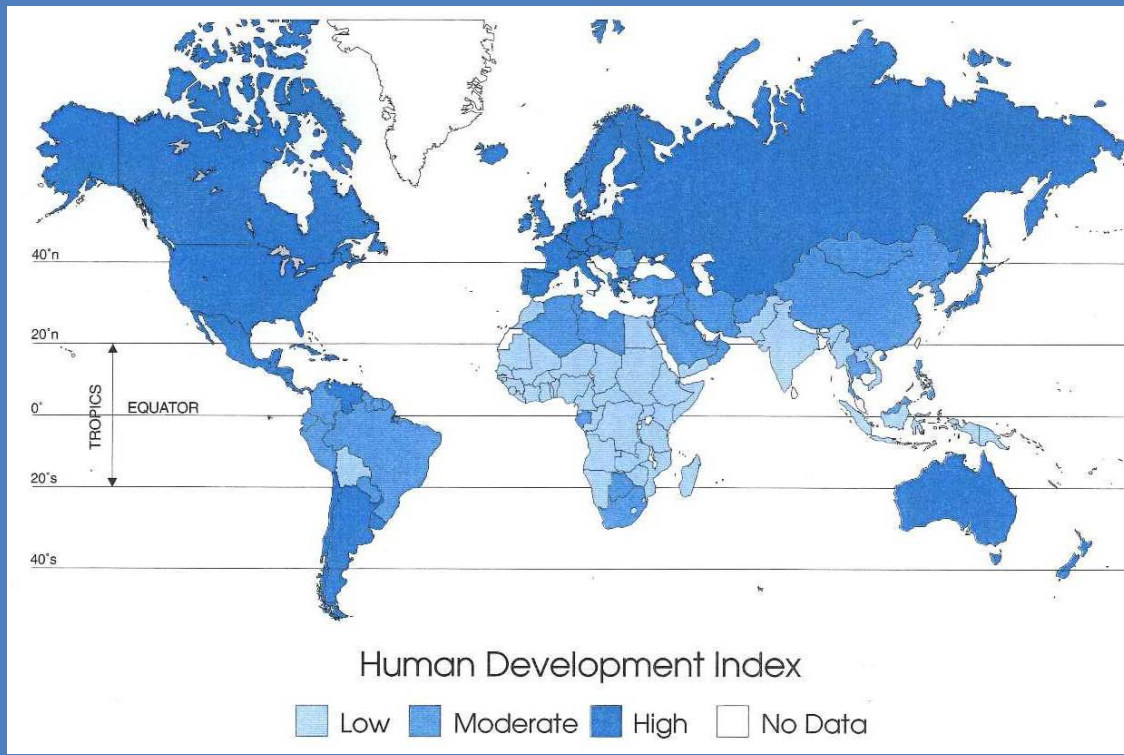 40°n
20°n
TROPICS
0°
EQUATOR
20°s
40°s
Human Development Index
Low
Moderate
High
No Data